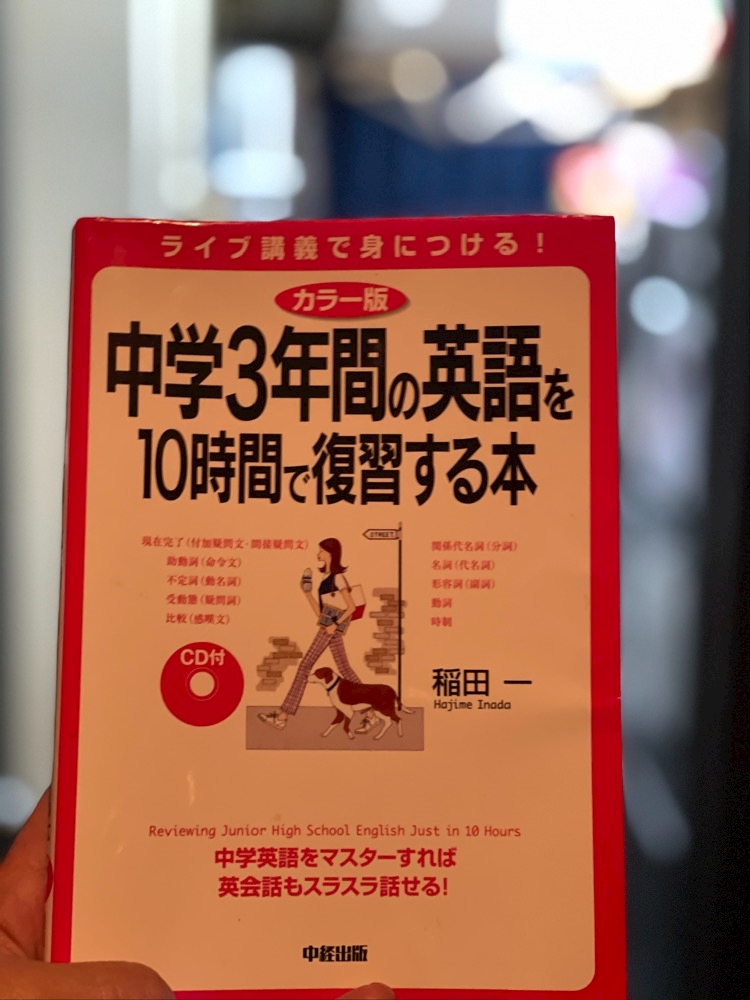 ライブ講義で身につける!
カラー版
中学3年間の英語を
10時間で復習する本
現在完了(付加疑問文・間接疑問文)
助動詞(命令文)
不定詞(動名詞)
受動態(疑問詞)
比較(感嘆文)
STREET
関係代名詞(分詞)
名詞(代名詞)
形容詞(副詞)
動詞
時制
CD付
稲田 一
Hajime Inada
Reviewing Junior High School English Just in 10 Hours
中学英語をマスターすれば
英会話もスラスラ話せる!
中経出版